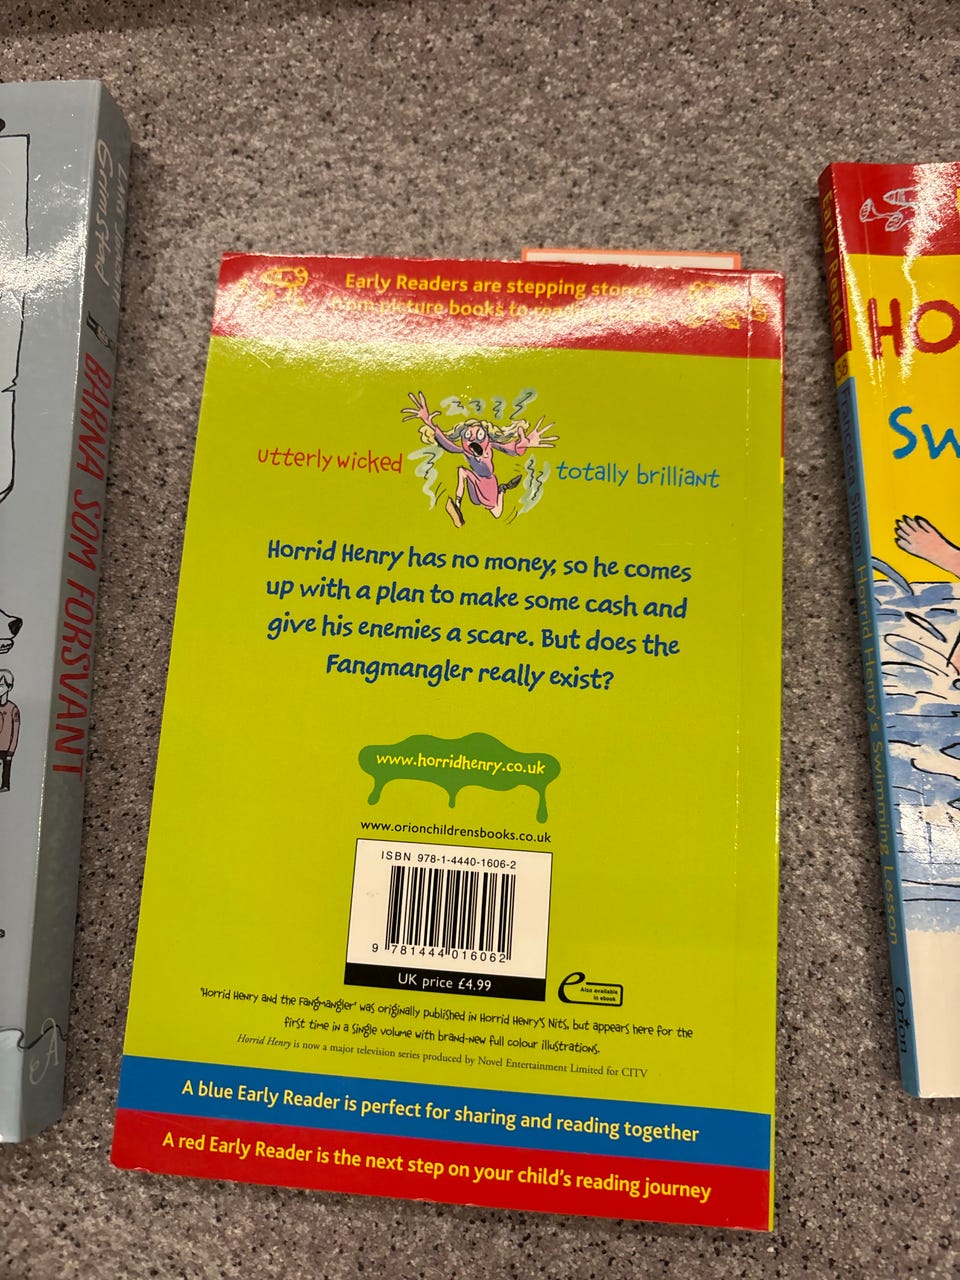 BARNA SOM FORSVANT
Early Readers are stepping stones
from picture books to reading
utterly wicked
totally brilliant
Horrid Henry has no money, so he comes
up with a plan to make some cash and
give his enemies a scare. But does the
Fangmangler really exist?
www.horridhenry.co.uk
www.orionchildrensbooks.co.uk
ISBN 978-1-4440-1606-2
9 781444 016062
UK price £4.99
e
Also available
in ebook
'Horrid Henry and the Fangmangler' was originally published in Horrid Henry's Nits, but appears here for the
first time in a single volume with brand-new full colour illustrations.
Horrid Henry is now a major television series produced by Novel Entertainment Limited for CITV
A blue Early Reader is perfect for sharing and reading together
A red Early Reader is the next step on your child's reading journey
Early Reader
Francesca Simon Horrid Henry's Swimming Lesson
Orion
HO
Sw